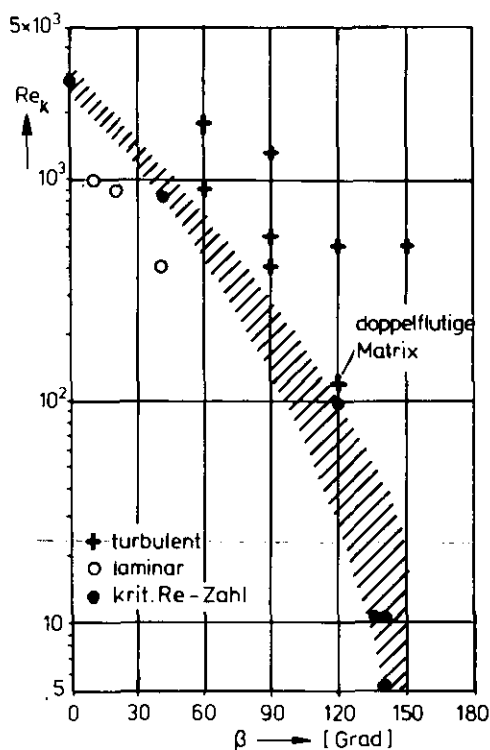 5×10³
Reₖ
10³
doppelflutige
Matrix
10²
turbulent
laminar
krit. Re-Zahl
10
.5
0 30 60 90 120 150 180
β [Grad]